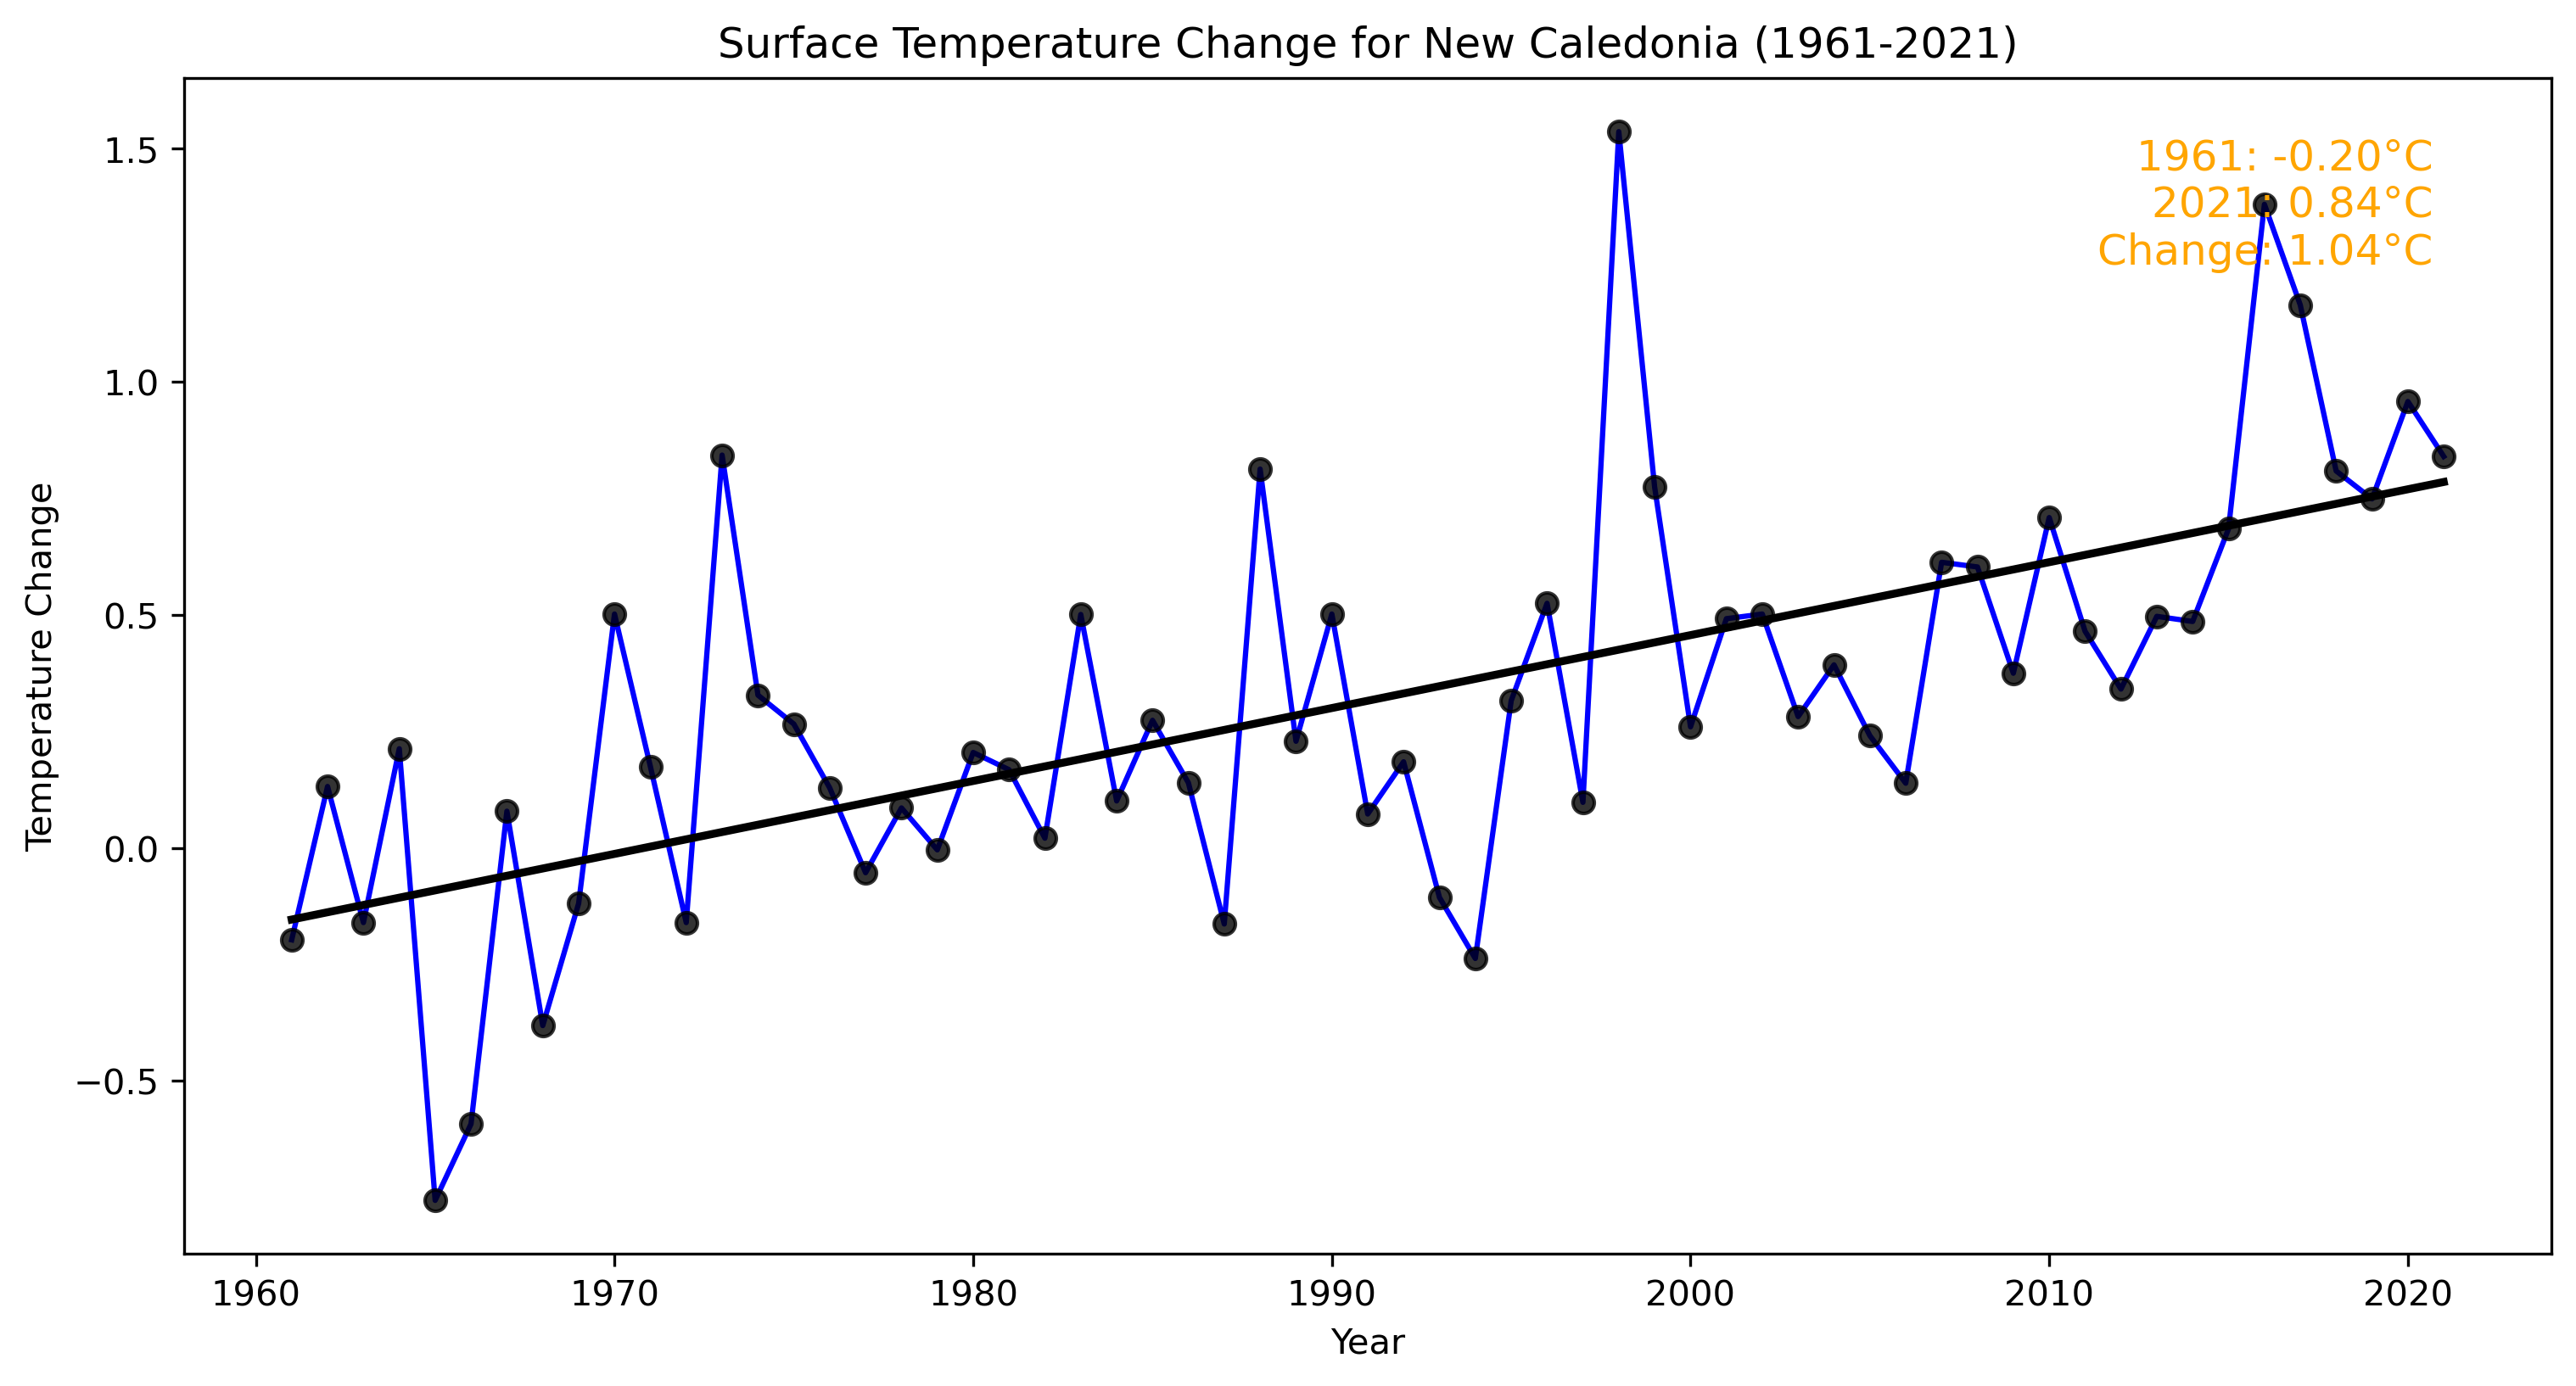 Surface Temperature Change for New Caledonia (1961-2021)
1961: -0.20°C
2021: 0.84°C
Change: 1.04°C
Temperature Change
1.5
1.0
0.5
0.0
−0.5
1960 1970 1980 1990 2000 2010 2020
Year